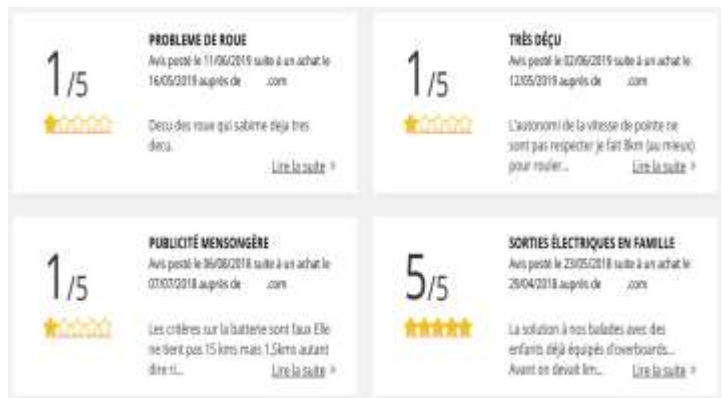 1/5
PROBLEME DE ROUE
Avis posté le 11/06/2019 suite à un achat le
16/05/2019 auprès de .com
Decu des roue qui sabime deja tres
decu.
Lire la suite >
1/5
TRÈS DÉÇU
Avis posté le 02/06/2019 suite à un achat le
12/05/2019 auprès de .com
L'autonomi de la vitesse de pointe ne
sont pas respecter je fait 8km (au mieux)
pour rouler... Lire la suite >
1/5
PUBLICITÉ MENSONGÈRE
Avis posté le 06/08/2018 suite à un achat le
07/07/2018 auprès de .com
Les critères sur la batterie sont faux Elle
ne tient pas 15 kms mais 1,5kms autant
dire ri... Lire la suite >
5/5
SORTIES ÉLECTRIQUES EN FAMILLE
Avis posté le 23/05/2018 suite à un achat le
29/04/2018 auprès de .com
La solution à nos balades avec des
enfants déjà équipés d'overboards...
Avant on devait lim... Lire la suite >